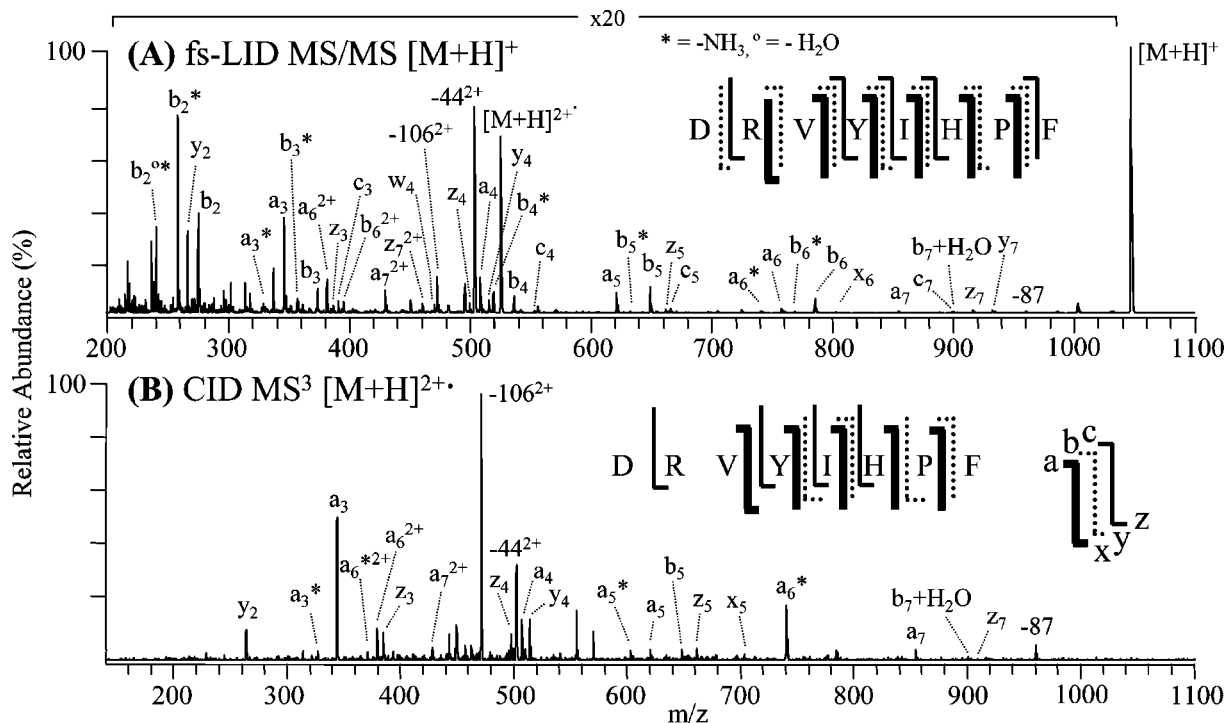 x20
100
(A) fs-LID MS/MS [M+H]⁺
* = -NH₃, º = - H₂O
[M+H]⁺
D R V Y I H P F
b₂º*
b₂*
y₂
b₂
a₃*
a₃
b₃*
b₃
a₆²⁺
z₃
c₃
b₆²⁺
a₇²⁺
z₇²⁺
w₄
-106²⁺
z₄
-44²⁺
a₄
[M+H]²⁺·
y₄
b₄*
b₄
c₄
a₅
b₅*
b₅
z₅
c₅
a₆*
a₆
b₆*
b₆
x₆
a₇
c₇
b₇+H₂O
z₇
y₇
-87
200 300 400 500 600 700 800 900 1000 1100
Relative Abundance (%)
100
(B) CID MS³ [M+H]²⁺·
D R V Y I H P F
a b c
x y z
y₂
a₃*
a₃
a₆*²⁺
a₆²⁺
z₃
a₇²⁺
-106²⁺
z₄
-44²⁺
a₄
y₄
a₅*
a₅
b₅
z₅
x₅
a₆*
a₇
b₇+H₂O
z₇
-87
200 300 400 500 600 700 800 900 1000 1100
m/z